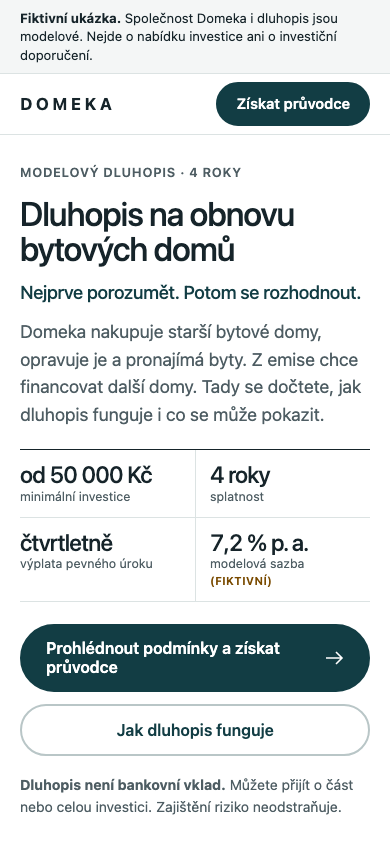 Fiktivní ukázka. Společnost Domeka i dluhopis jsou
modelové. Nejde o nabídku investice ani o investiční
doporučení.
DOMEKA
Získat průvodce
MODELOVÝ DLUHOPIS · 4 ROKY
Dluhopis na obnovu
bytových domů
Nejprve porozumět. Potom se rozhodnout.
Domeka nakupuje starší bytové domy,
opravuje je a pronajímá byty. Z emise chce
financovat další domy. Tady se dočtete, jak
dluhopis funguje i co se může pokazit.
od 50 000 Kč
minimální investice
4 roky
splatnost
čtvrtletně
výplata pevného úroku
7,2 % p. a.
modelová sazba
(FIKTIVNÍ)
Prohlédnout podmínky a získat
průvodce
Jak dluhopis funguje
Dluhopis není bankovní vklad. Můžete přijít o část
nebo celou investici. Zajištění riziko neodstraňuje.